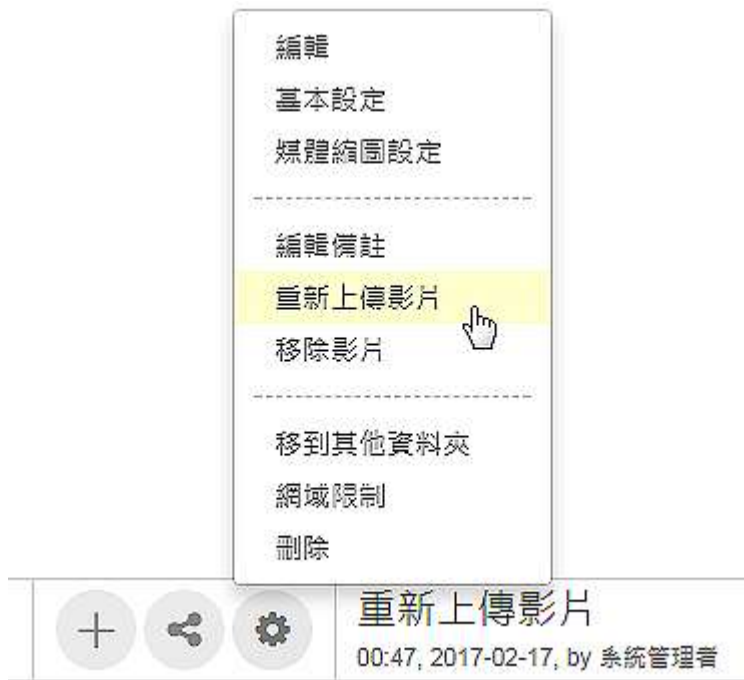 編輯
基本設定
媒體縮圖設定
編輯備註
重新上傳影片
移除影片
移到其他資料夾
網域限制
刪除
重新上傳影片
00:47, 2017-02-17, by 系統管理者